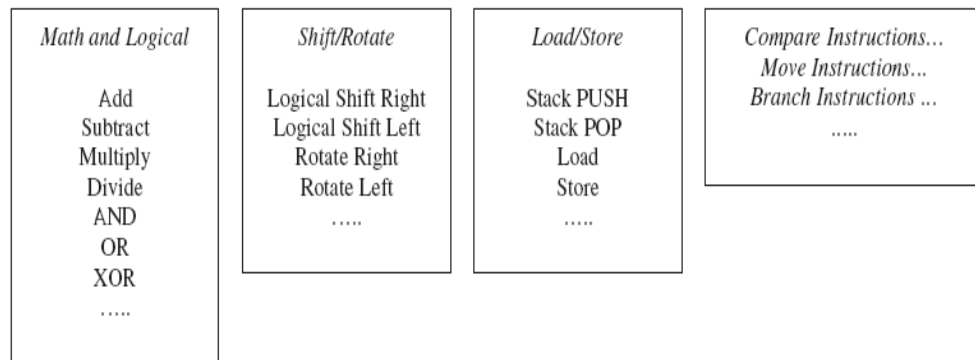 Math and Logical
Add
Subtract
Multiply
Divide
AND
OR
XOR
.....
Shift/Rotate
Logical Shift Right
Logical Shift Left
Rotate Right
Rotate Left
.....
Load/Store
Stack PUSH
Stack POP
Load
Store
.....
Compare Instructions...
Move Instructions...
Branch Instructions ...
.....